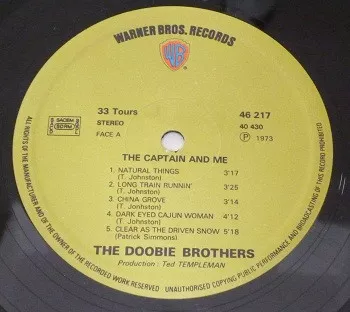 WARNER BROS. RECORDS
33 Tours
STEREO
FACE A
46 217
40 430
Ⓟ 1973
SACEM
SDRM
THE CAPTAIN AND ME
1. NATURAL THINGS 3'17
(T. Johnston)
2. LONG TRAIN RUNNIN' 3'25
(T. Johnston)
3. CHINA GROVE 3'14
(T. Jonhston)
4. DARK EYED CAJUN WOMAN 4'12
(T. Johnston)
5. CLEAR AS THE DRIVEN SNOW 5'18
(Patrick Simmons)
THE DOOBIE BROTHERS
Production : Ted TEMPLEMAN
ALL RIGHTS OF THE MANUFACTURER AND OF THE OWNER OF THE RECORDED WORK RESERVED
UNAUTHORISED COPYING PUBLIC PERFORMANCE AND BROADCASTING OF THIS RECORD PROHIBITED